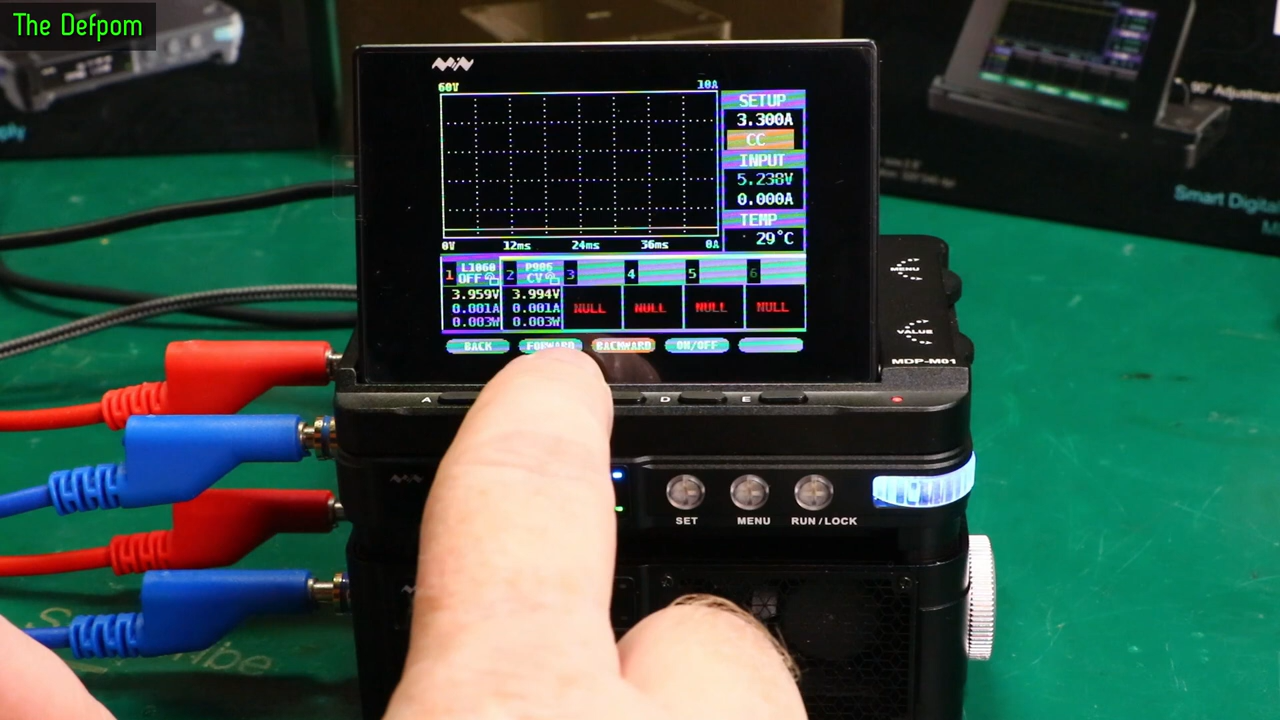 The Defpom
60V
10A
SETUP
3.300A
CC
INPUT
5.238V
0.000A
TEMP
29°C
0V 12ms 24ms 36ms 0A
1 L1060 OFF
2 P906 CV
3 4 5 6
3.959V 3.994V
0.001A 0.001A
0.003W 0.003W
NULL NULL NULL NULL
BACK FORWARD BACKWARD ON/OFF
MENU
VALUE
MDP-M01
A D E
SET MENU RUN/LOCK
90° Adjustment
Smart Digital